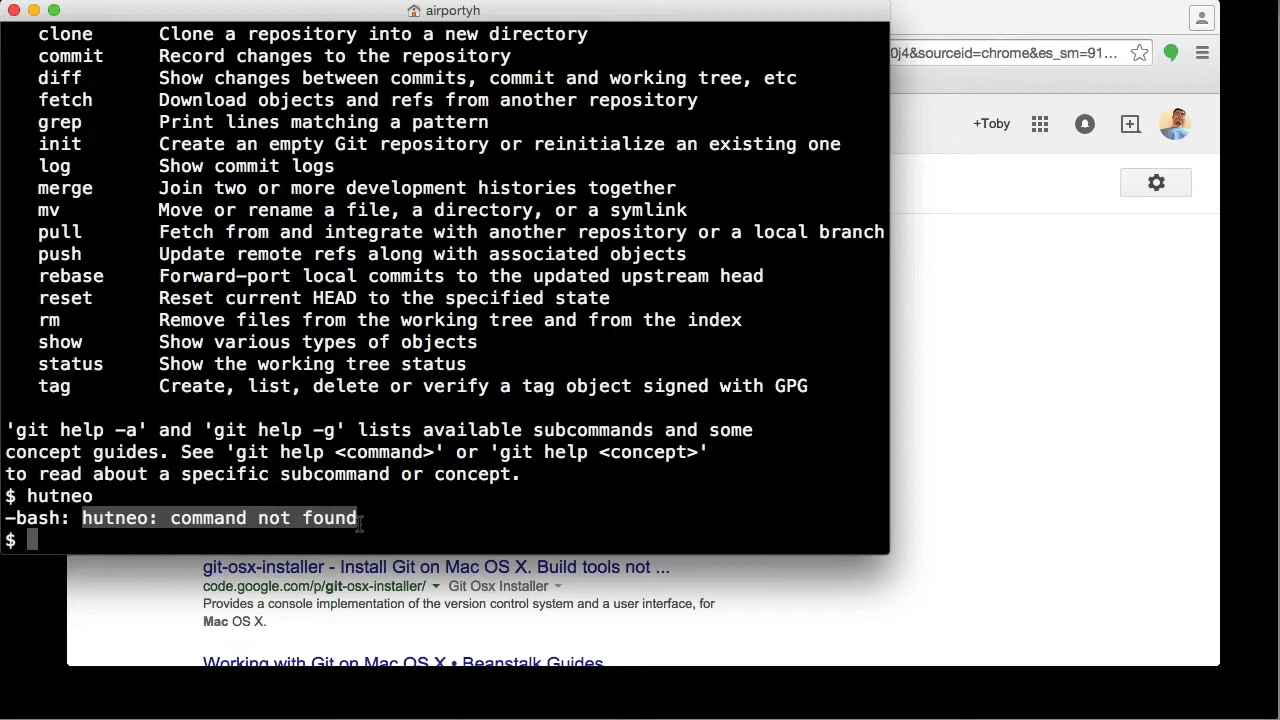 airportyh
clone Clone a repository into a new directory
commit Record changes to the repository
diff Show changes between commits, commit and working tree, etc
fetch Download objects and refs from another repository
grep Print lines matching a pattern
init Create an empty Git repository or reinitialize an existing one
log Show commit logs
merge Join two or more development histories together
mv Move or rename a file, a directory, or a symlink
pull Fetch from and integrate with another repository or a local branch
push Update remote refs along with associated objects
rebase Forward-port local commits to the updated upstream head
reset Reset current HEAD to the specified state
rm Remove files from the working tree and from the index
show Show various types of objects
status Show the working tree status
tag Create, list, delete or verify a tag object signed with GPG
'git help -a' and 'git help -g' lists available subcommands and some
concept guides. See 'git help <command>' or 'git help <concept>'
to read about a specific subcommand or concept.
$ hutneo
-bash: hutneo: command not found
$
0j4&sourceid=chrome&es_sm=91...
+Toby
git-osx-installer - Install Git on Mac OS X. Build tools not ...
code.google.com/p/git-osx-installer/ Git Osx Installer
Provides a console implementation of the version control system and a user interface, for
Mac OS X.
Working with Git on Mac OS X • Beanstalk Guides